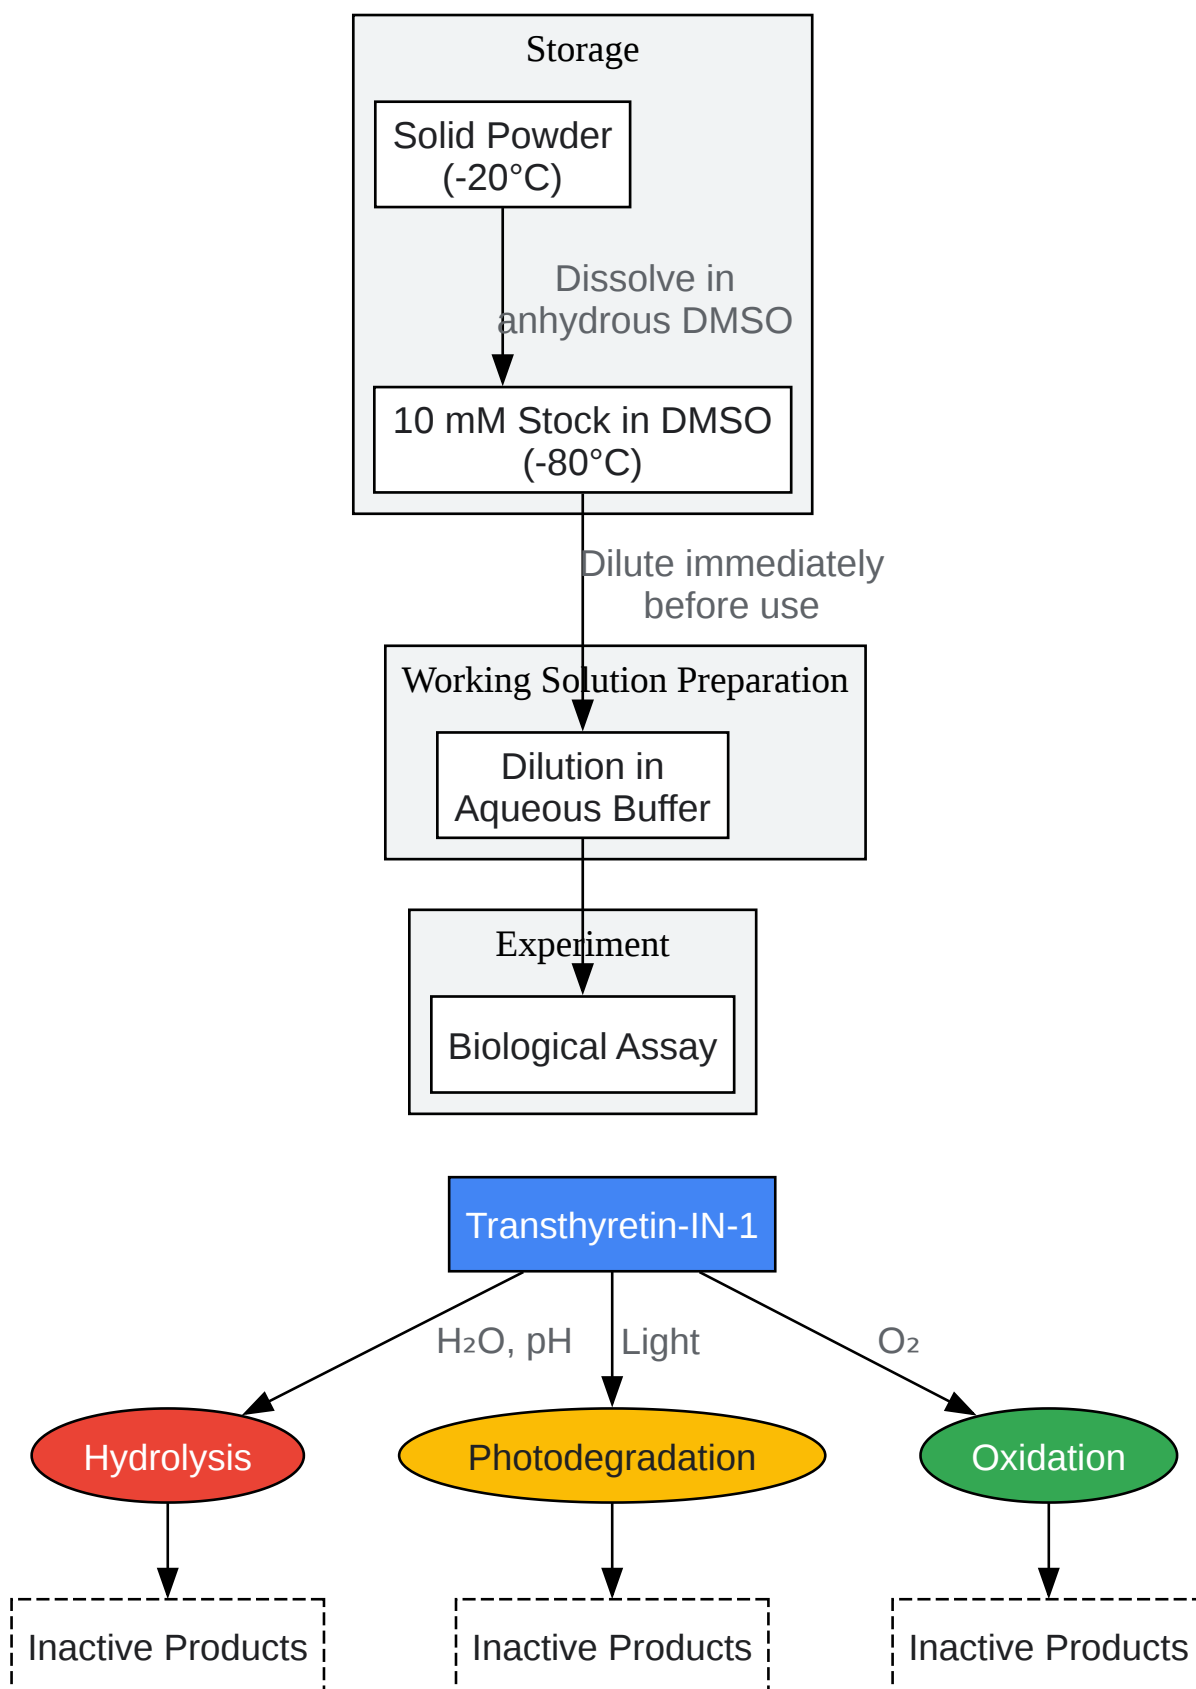 Storage
Solid Powder
(-20°C)
Dissolve in
anhydrous DMSO
10 mM Stock in DMSO
(-80°C)
Dilute immediately
before use
Working Solution Preparation
Dilution in
Aqueous Buffer
Experiment
Biological Assay
Transthyretin-IN-1
H₂O, pH
Light
O₂
Hydrolysis
Photodegradation
Oxidation
Inactive Products
Inactive Products
Inactive Products